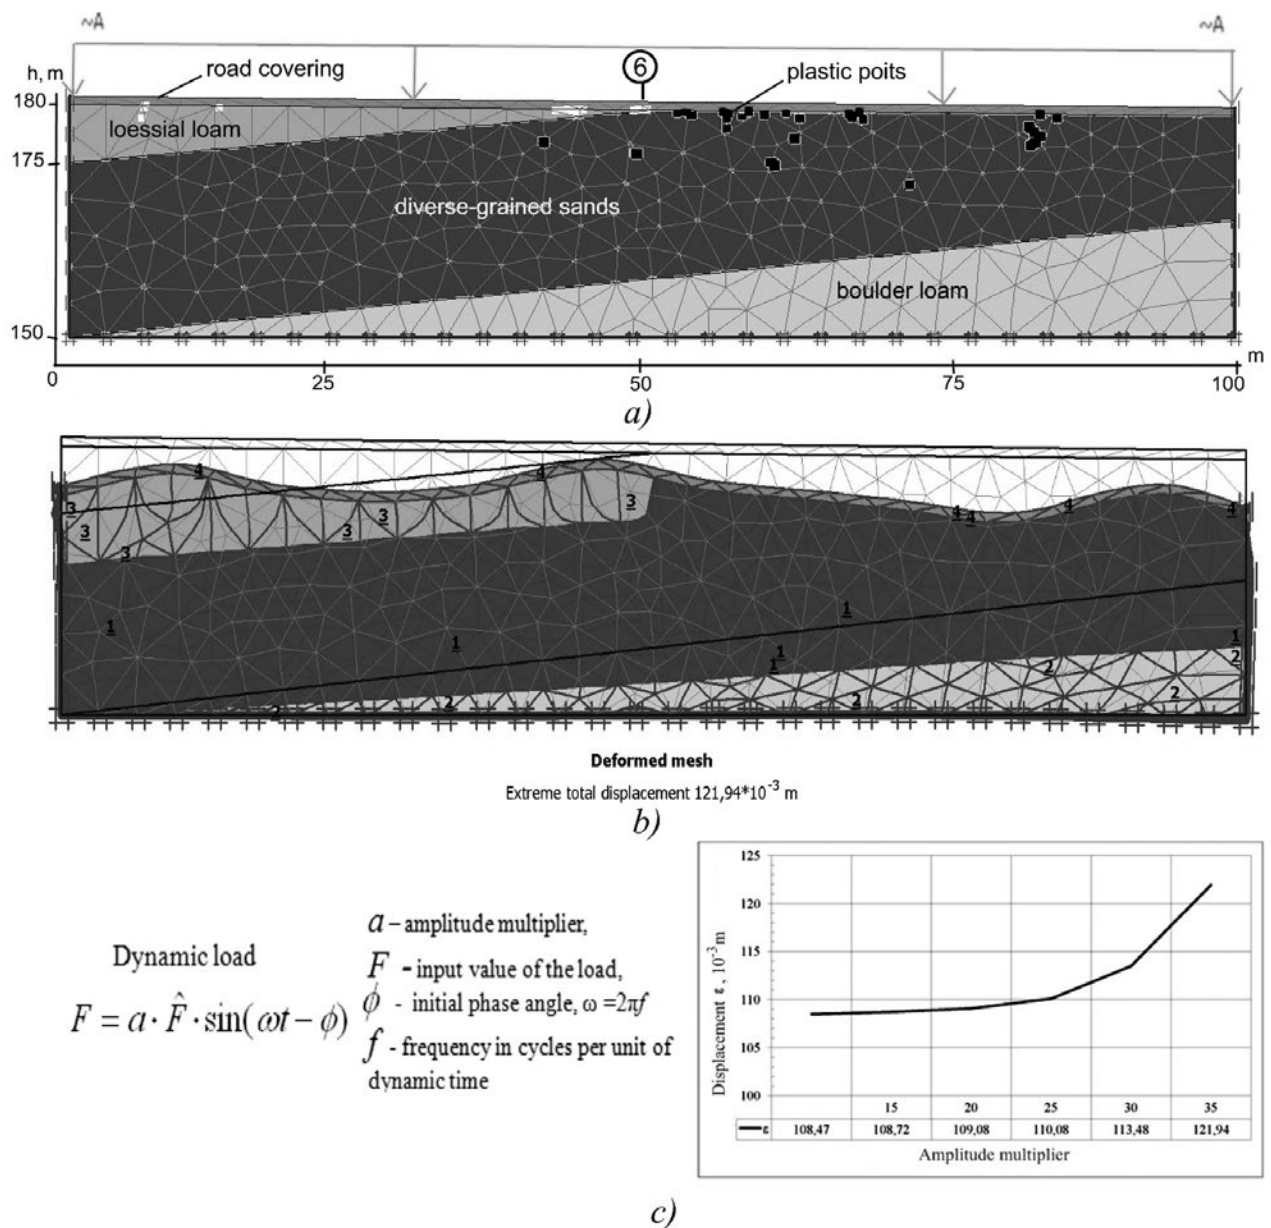 ~A
~A
h, m
road covering
6
plastic poits
180
loessial loam
175
diverse-grained sands
boulder loam
150
m
0
25
50
75
100
a)
4
4
3
3
3
3
3
3
4
4
4
4
1
1
1
1
1
1
2
2
2
2
2
2
Deformed mesh
Extreme total displacement 121,94*10⁻³ m
b)
Dynamic load
F = a · F̂ · sin(ωt − ϕ)
a – amplitude multiplier,
F - input value of the load,
ϕ - initial phase angle, ω =2πf
f - frequency in cycles per unit of
dynamic time
Displacement ε , 10⁻³ m
125
120
115
110
105
100
15 20 25 30 35
ε 108,47 108,72 109,08 110,08 113,48 121,94
Amplitude multiplier
c)